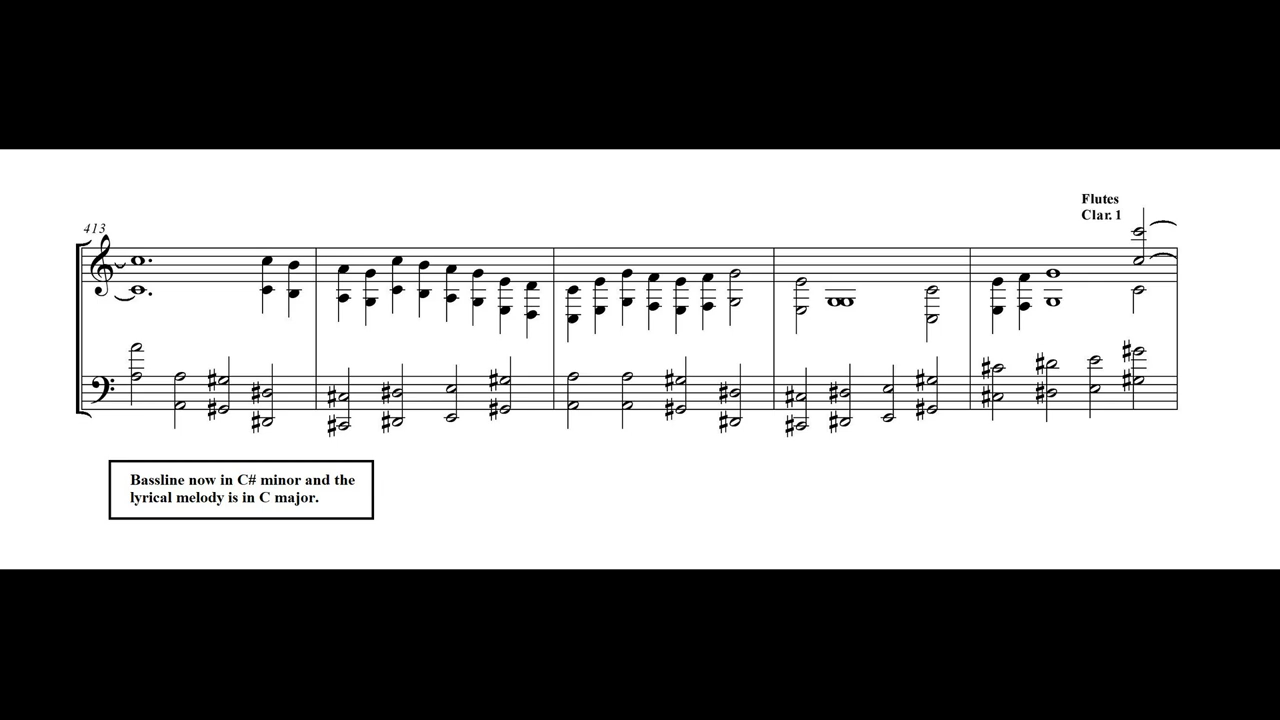 Flutes
Clar. 1
413
Bassline now in C# minor and the
lyrical melody is in C major.